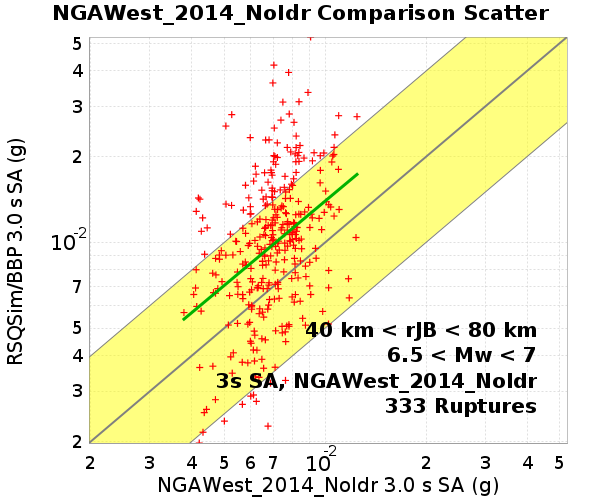 NGAWest_2014_NoIdr Comparison Scatter
RSQSim/BBP 3.0 s SA (g)
5
4
3
2
10-2
7
5
4
3
2
40 km < rJB < 80 km
6.5 < Mw < 7
3s SA, NGAWest_2014_NoIdr
333 Ruptures
2 3 4 5 6 7 10-2 2 3 4 5
NGAWest_2014_NoIdr 3.0 s SA (g)